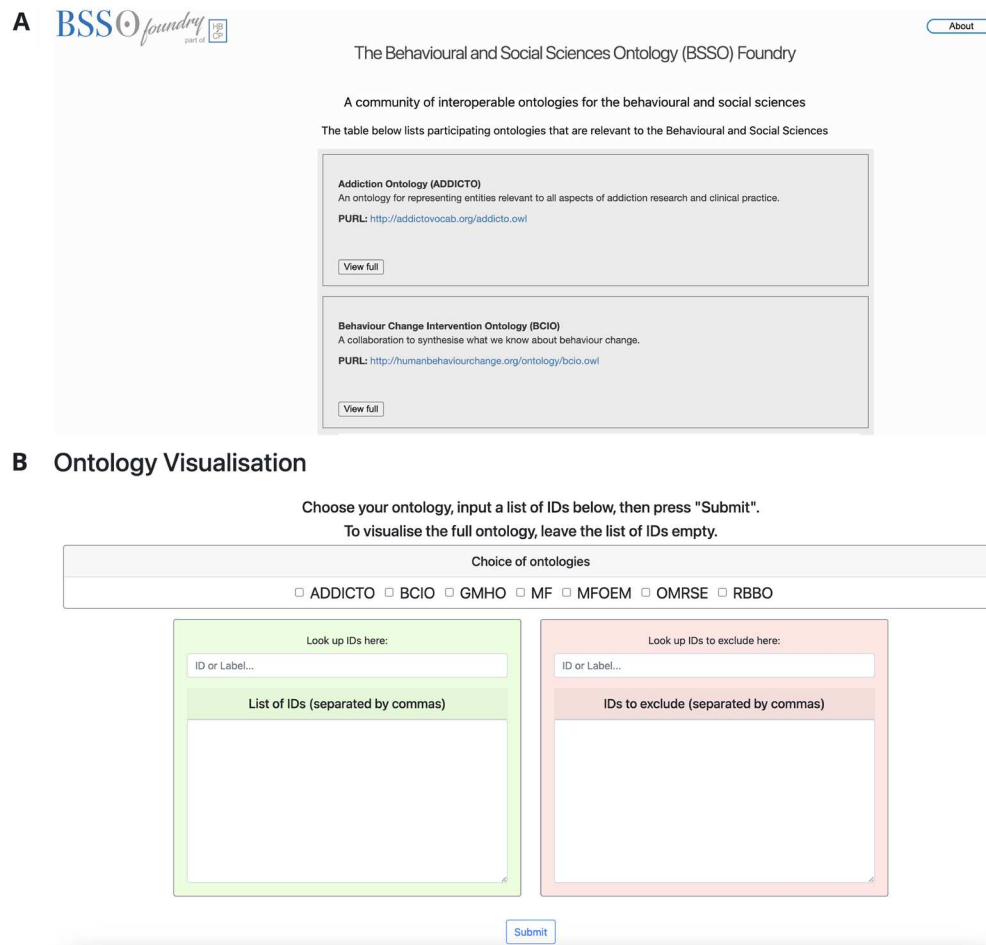 A
BSSO foundry
part of HB CP
About
The Behavioural and Social Sciences Ontology (BSSO) Foundry
A community of interoperable ontologies for the behavioural and social sciences
The table below lists participating ontologies that are relevant to the Behavioural and Social Sciences
Addiction Ontology (ADDICTO)
An ontology for representing entities relevant to all aspects of addiction research and clinical practice.
PURL: http://addictovocab.org/addicto.owl
View full
Behaviour Change Intervention Ontology (BCIO)
A collaboration to synthesise what we know about behaviour change.
PURL: http://humanbehaviourchange.org/ontology/bcio.owl
View full
B
Ontology Visualisation
Choose your ontology, input a list of IDs below, then press "Submit".
To visualise the full ontology, leave the list of IDs empty.
Choice of ontologies
ADDICTO BCIO GMHO MF MFOEM OMRSE RBBO
Look up IDs here:
ID or Label...
List of IDs (separated by commas)
Look up IDs to exclude here:
ID or Label...
IDs to exclude (separated by commas)
Submit